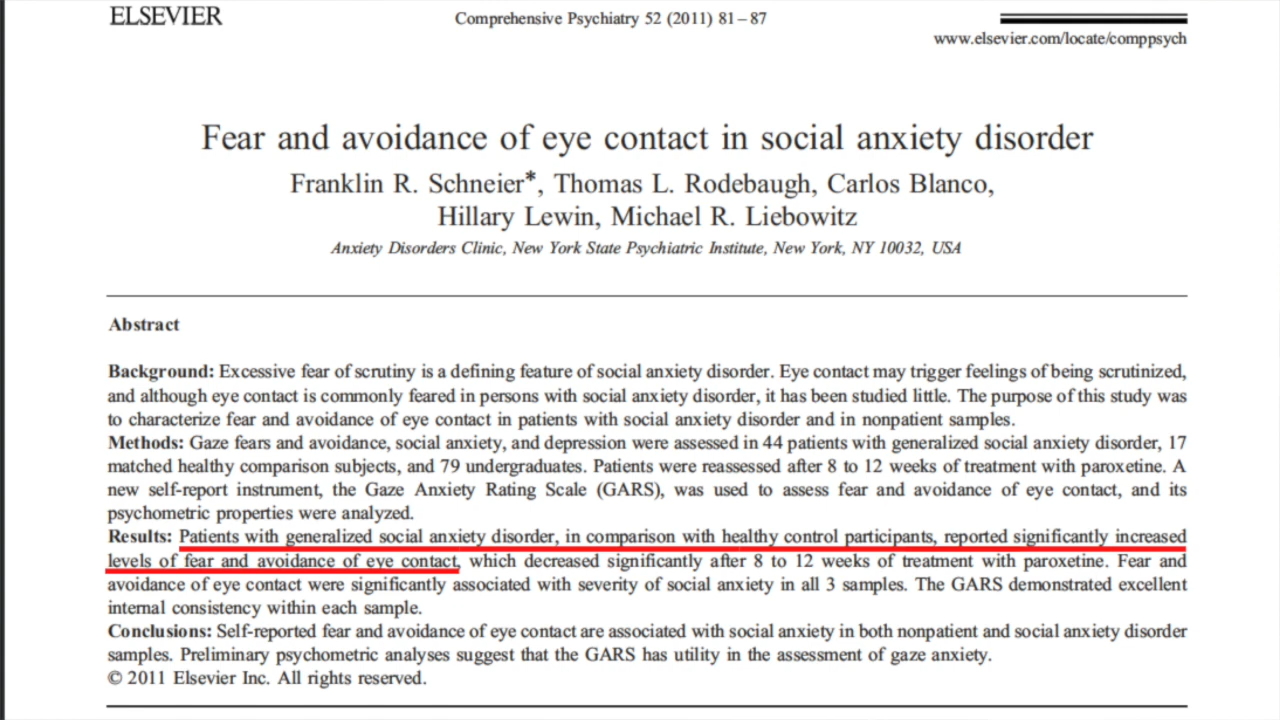 ELSEVIER
Comprehensive Psychiatry 52 (2011) 81–87
www.elsevier.com/locate/comppsych
Fear and avoidance of eye contact in social anxiety disorder
Franklin R. Schneier*, Thomas L. Rodebaugh, Carlos Blanco,
Hillary Lewin, Michael R. Liebowitz
Anxiety Disorders Clinic, New York State Psychiatric Institute, New York, NY 10032, USA
Abstract
Background: Excessive fear of scrutiny is a defining feature of social anxiety disorder. Eye contact may trigger feelings of being scrutinized,
and although eye contact is commonly feared in persons with social anxiety disorder, it has been studied little. The purpose of this study was
to characterize fear and avoidance of eye contact in patients with social anxiety disorder and in nonpatient samples.
Methods: Gaze fears and avoidance, social anxiety, and depression were assessed in 44 patients with generalized social anxiety disorder, 17
matched healthy comparison subjects, and 79 undergraduates. Patients were reassessed after 8 to 12 weeks of treatment with paroxetine. A
new self-report instrument, the Gaze Anxiety Rating Scale (GARS), was used to assess fear and avoidance of eye contact, and its
psychometric properties were analyzed.
Results: Patients with generalized social anxiety disorder, in comparison with healthy control participants, reported significantly increased
levels of fear and avoidance of eye contact, which decreased significantly after 8 to 12 weeks of treatment with paroxetine. Fear and
avoidance of eye contact were significantly associated with severity of social anxiety in all 3 samples. The GARS demonstrated excellent
internal consistency within each sample.
Conclusions: Self-reported fear and avoidance of eye contact are associated with social anxiety in both nonpatient and social anxiety disorder
samples. Preliminary psychometric analyses suggest that the GARS has utility in the assessment of gaze anxiety.
© 2011 Elsevier Inc. All rights reserved.